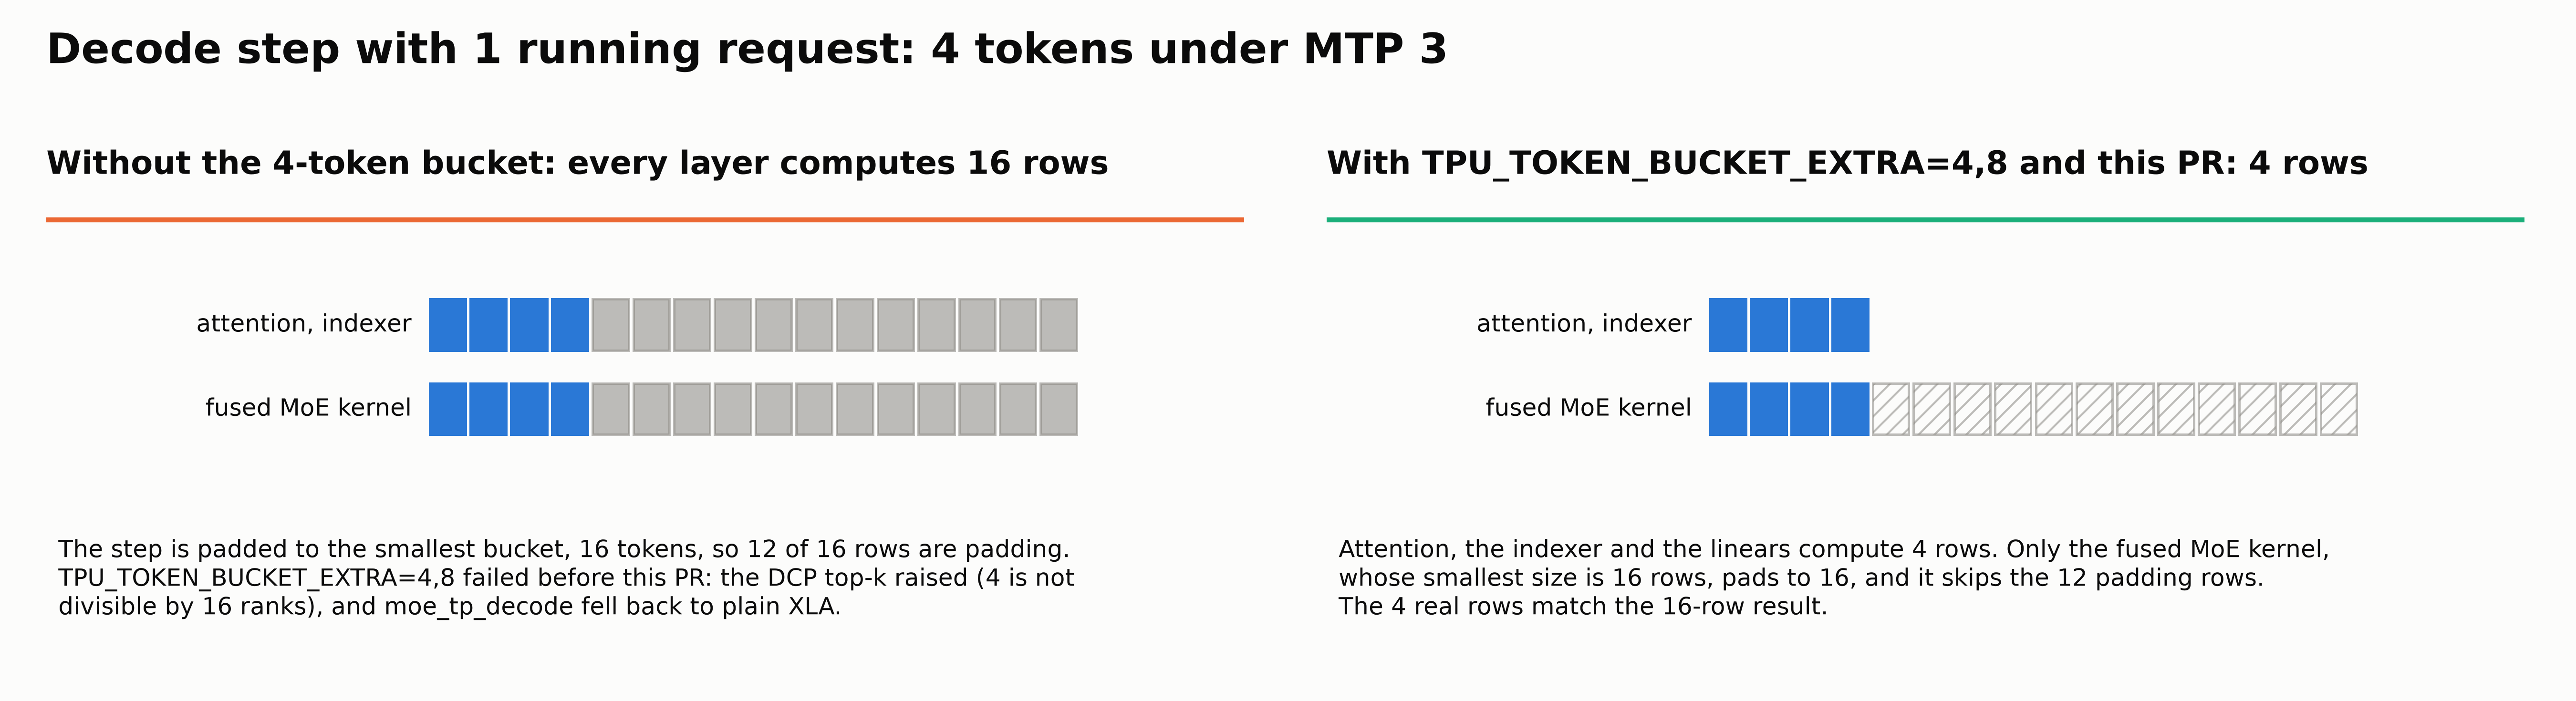 Decode step with 1 running request: 4 tokens under MTP 3
Without the 4-token bucket: every layer computes 16 rows
attention, indexer
fused MoE kernel
The step is padded to the smallest bucket, 16 tokens, so 12 of 16 rows are padding.
TPU_TOKEN_BUCKET_EXTRA=4,8 failed before this PR: the DCP top-k raised (4 is not
divisible by 16 ranks), and moe_tp_decode fell back to plain XLA.
With TPU_TOKEN_BUCKET_EXTRA=4,8 and this PR: 4 rows
attention, indexer
fused MoE kernel
Attention, the indexer and the linears compute 4 rows. Only the fused MoE kernel,
whose smallest size is 16 rows, pads to 16, and it skips the 12 padding rows.
The 4 real rows match the 16-row result.